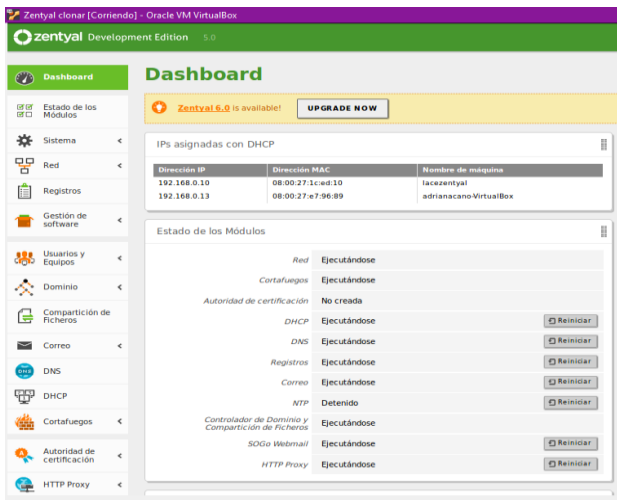 Zentyal clonar [Corriendo] - Oracle VM VirtualBox
zentyal Development Edition 5.0
Dashboard
Estado de los
Módulos
Sistema
Red
Registros
Gestión de
software
Usuarios y
Equipos
Dominio
Compartición de
Ficheros
Correo
DNS
DNS
DHCP
Cortafuegos
Autoridad de
certificación
HTTP Proxy
Dashboard
Zentyal 6.0 is available! UPGRADE NOW
IPs asignadas con DHCP
Dirección IP Dirección MAC Nombre de máquina
192.168.0.10 08:00:27:1c:ed:10 lacezentyal
192.168.0.13 08:00:27:e7:96:89 adrianacano-VirtualBox
Estado de los Módulos
Red Ejecutándose
Cortafuegos Ejecutándose
Autoridad de certificación No creada
DHCP Ejecutándose Reiniciar
DNS Ejecutándose Reiniciar
Registros Ejecutándose Reiniciar
Correo Ejecutándose Reiniciar
NTP Detenido Reiniciar
Controlador de Dominio y
Compartición de Ficheros Ejecutándose
SOGo Webmail Ejecutándose Reiniciar
HTTP Proxy Ejecutándose Reiniciar